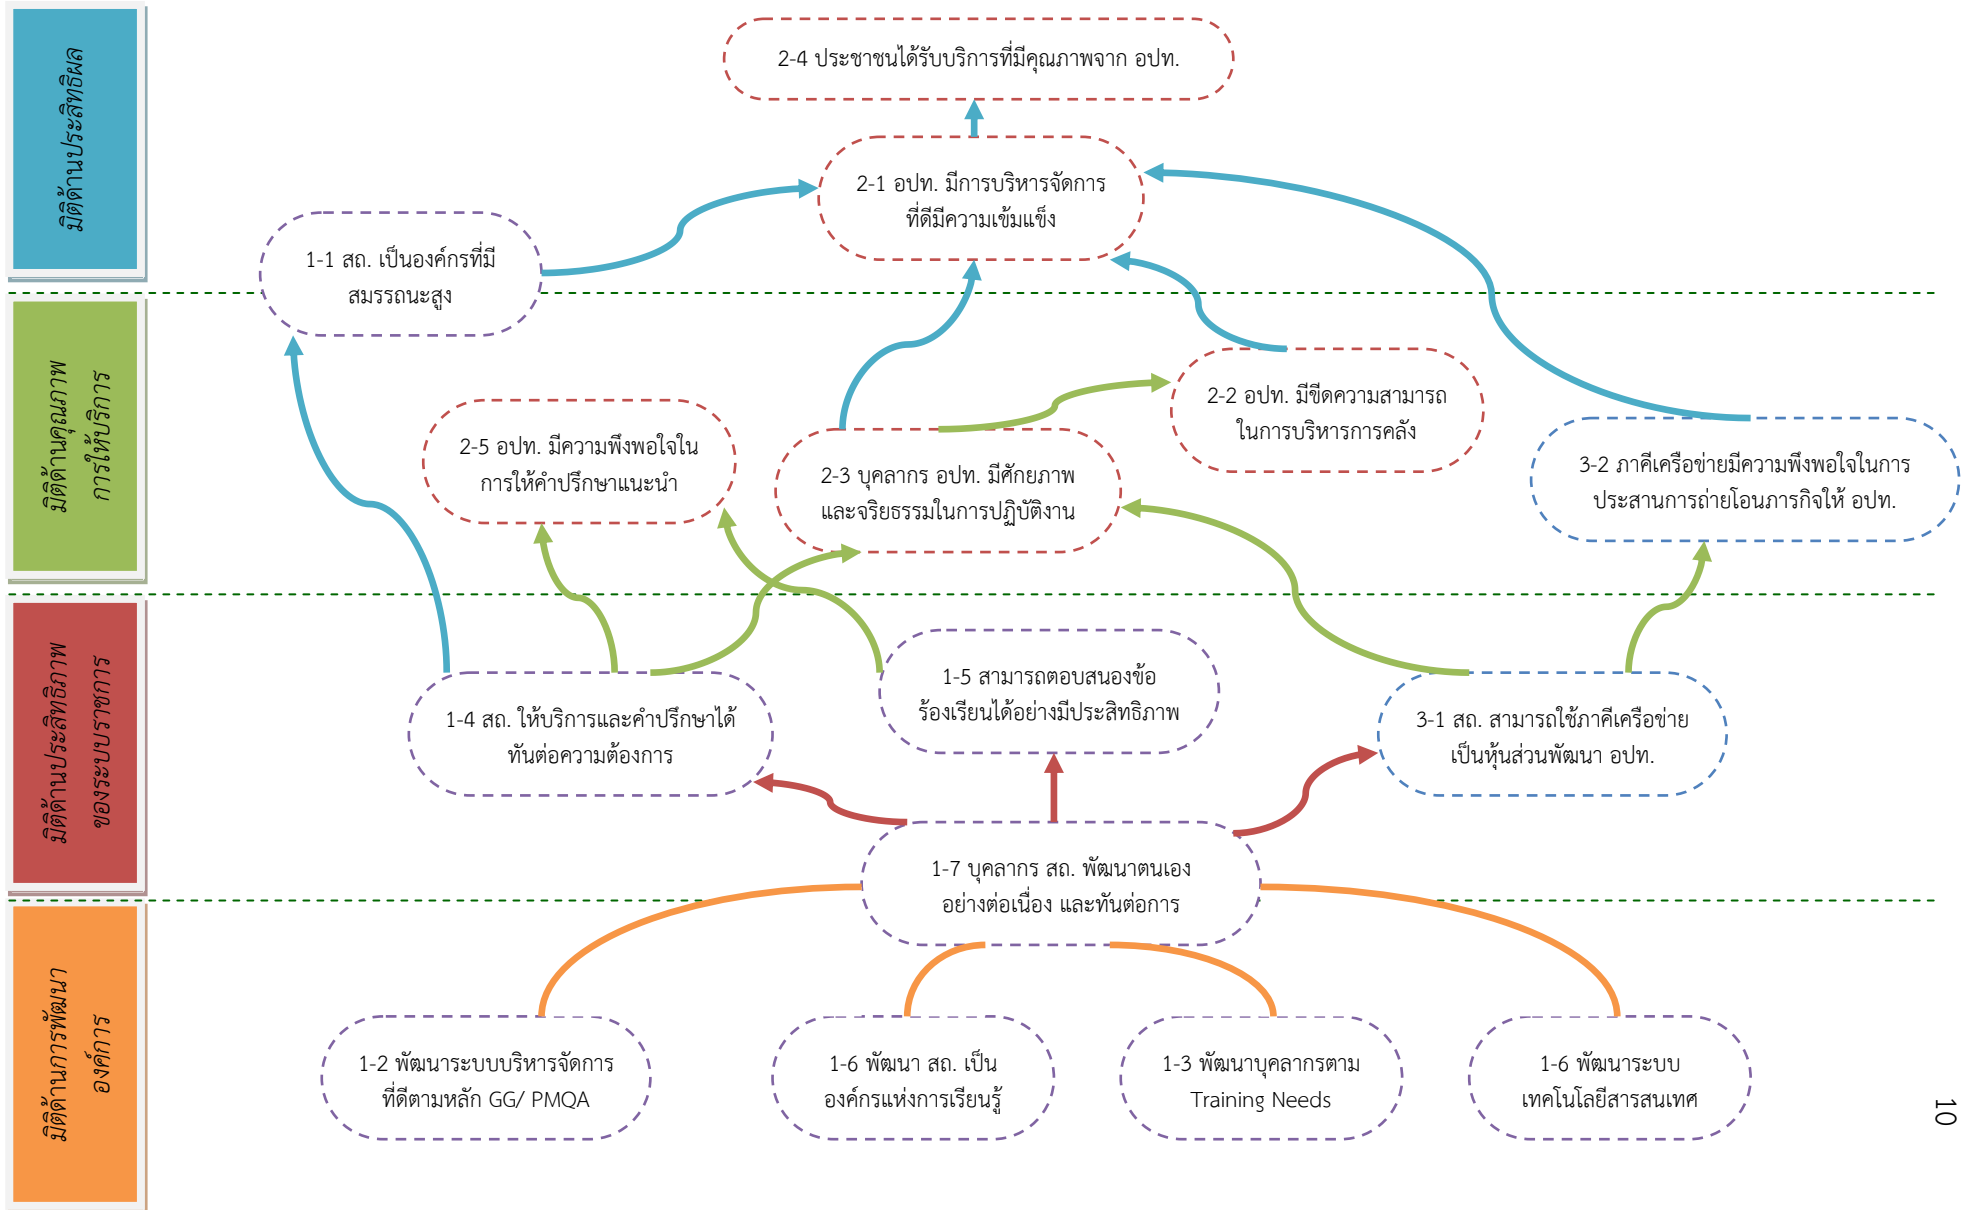 มิติด้านประสิทธิผล
2-4 ประชาชนได้รับบริการที่มีคุณภาพจาก อปท.
2-1 อปท. มีการบริหารจัดการ
ที่ดีมีความเข้มแข็ง
1-1 สถ. เป็นองค์กรที่มี
สมรรถนะสูง
มิติด้านคุณภาพ
การให้บริการ
2-2 อปท. มีขีดความสามารถ
ในการบริหารการคลัง
2-5 อปท. มีความพึงพอใจใน
การให้คำปรึกษาแนะนำ
2-3 บุคลากร อปท. มีศักยภาพ
และจริยธรรมในการปฏิบัติงาน
3-2 ภาคีเครือข่ายมีความพึงพอใจในการ
ประสานการถ่ายโอนภารกิจให้ อปท.
มิติด้านประสิทธิภาพ
ของระบบราชการ
1-4 สถ. ให้บริการและคำปรึกษาได้
ทันต่อความต้องการ
1-5 สามารถตอบสนองข้อ
ร้องเรียนได้อย่างมีประสิทธิภาพ
3-1 สถ. สามารถใช้ภาคีเครือข่าย
เป็นหุ้นส่วนพัฒนา อปท.
1-7 บุคลากร สถ. พัฒนาตนเอง
อย่างต่อเนื่อง และทันต่อการ
มิติด้านการพัฒนา
องค์การ
1-2 พัฒนาระบบบริหารจัดการ
ที่ดีตามหลัก GG/ PMQA
1-6 พัฒนา สถ. เป็น
องค์กรแห่งการเรียนรู้
1-3 พัฒนาบุคลากรตาม
Training Needs
1-6 พัฒนาระบบ
เทคโนโลยีสารสนเทศ
10